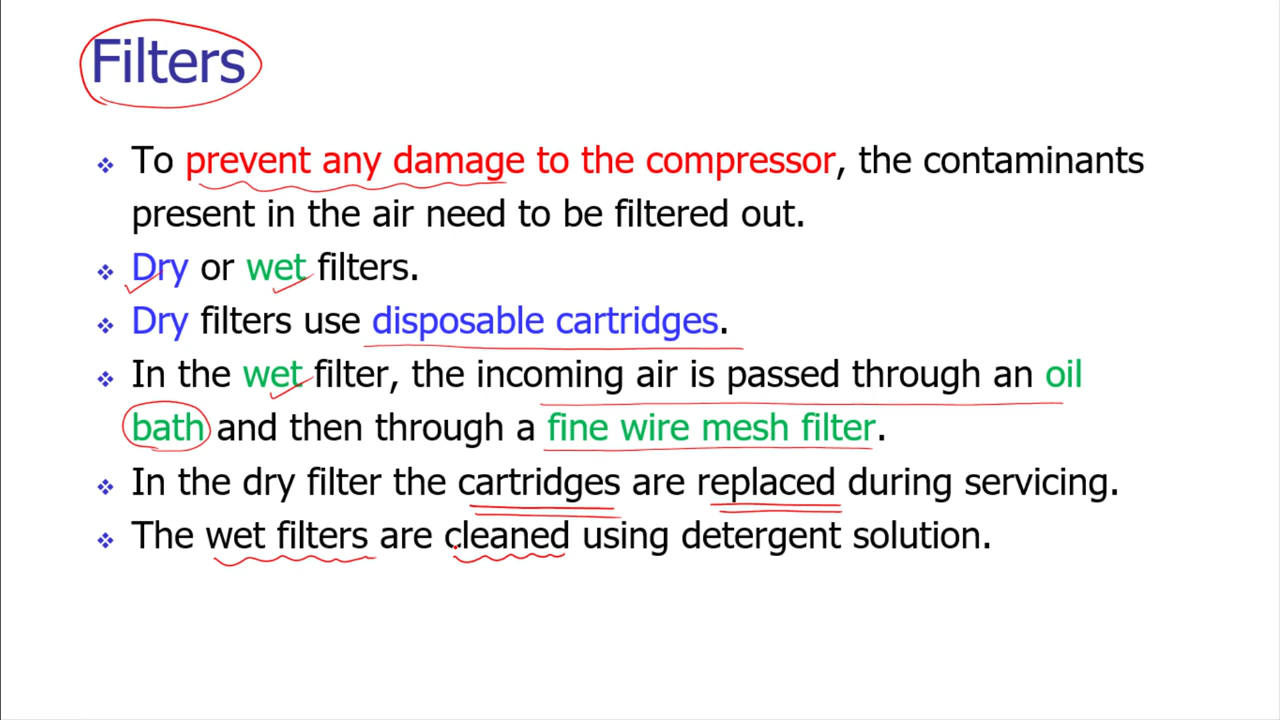 Filters
❖ To prevent any damage to the compressor, the contaminants
present in the air need to be filtered out.
❖ Dry or wet filters.
❖ Dry filters use disposable cartridges.
❖ In the wet filter, the incoming air is passed through an oil
bath and then through a fine wire mesh filter.
❖ In the dry filter the cartridges are replaced during servicing.
❖ The wet filters are cleaned using detergent solution.